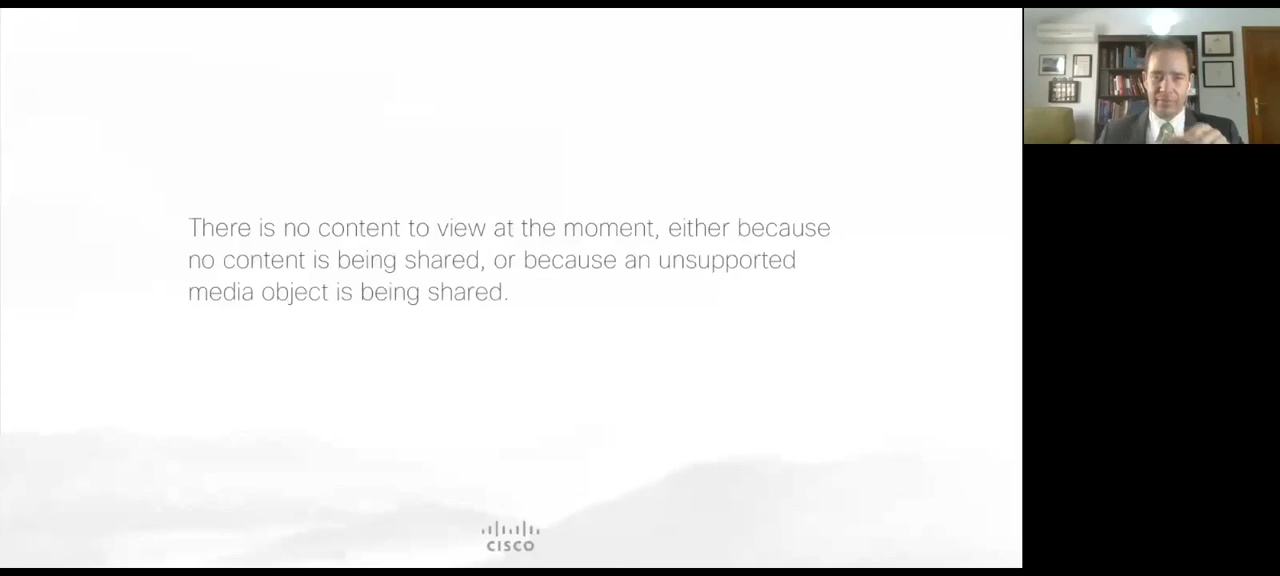 There is no content to view at the moment, either because
no content is being shared, or because an unsupported
media object is being shared.
CISCO